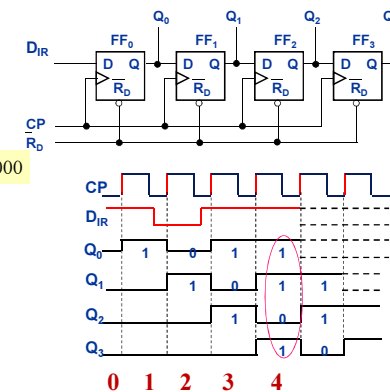 Q0 Q1 Q2 Q
DIR FF0 FF1 FF2 FF3
D Q D Q D Q D Q
RD RD RD RD
CP
RD
000
CP
DIR
Q0 1 0 1 1
Q1 1 0 1 1
Q2 1 0 1
Q3 1 0
0 1 2 3 4